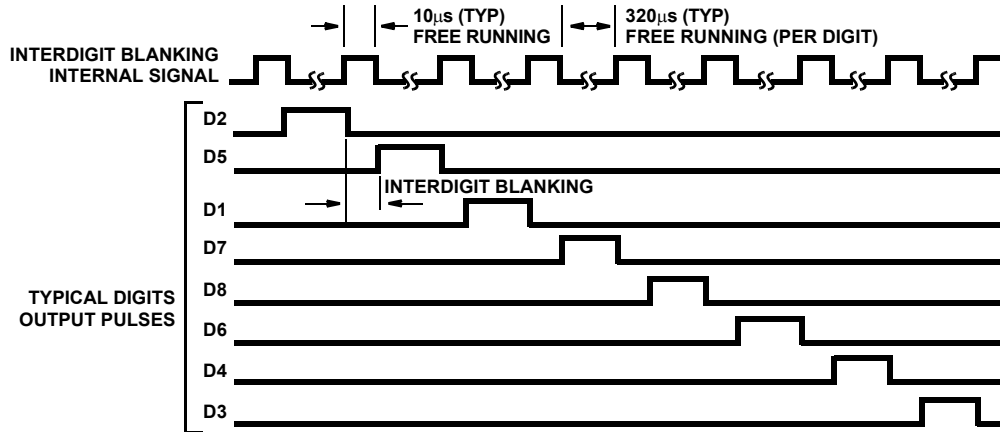 10µs (TYP)
FREE RUNNING
320µs (TYP)
FREE RUNNING (PER DIGIT)
INTERDIGIT BLANKING
INTERNAL SIGNAL
D2
D5
INTERDIGIT BLANKING
D1
D7
D8
TYPICAL DIGITS
OUTPUT PULSES
D6
D4
D3